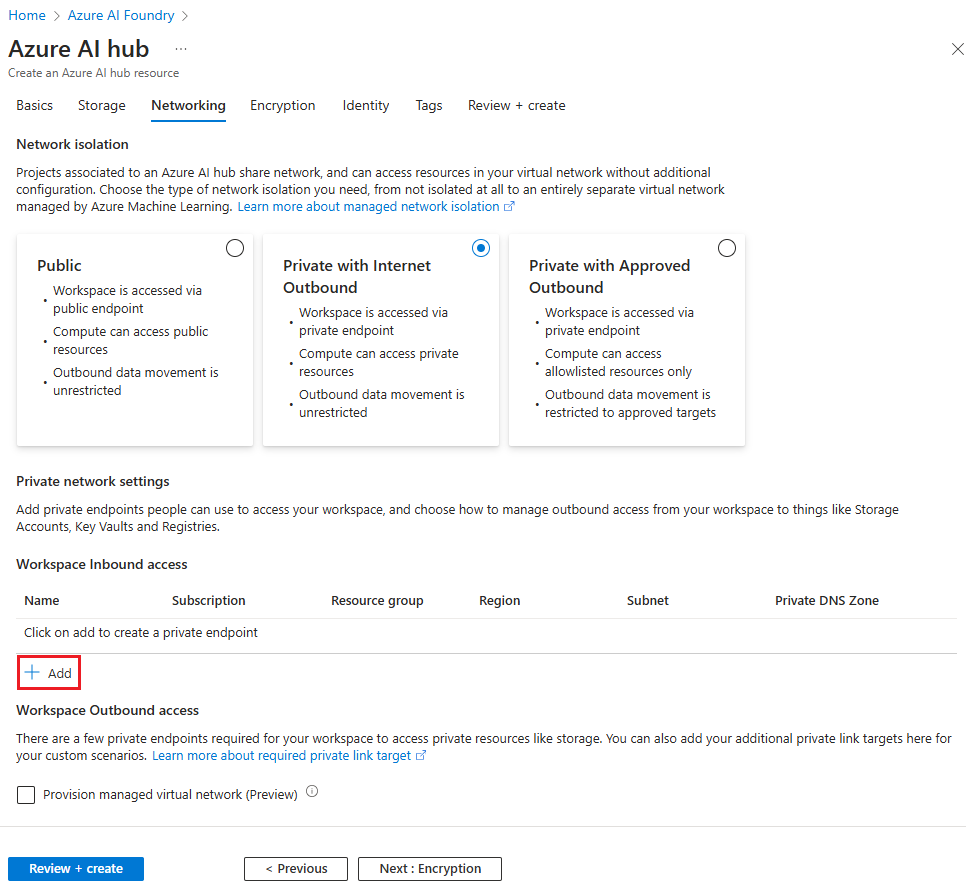 Home > Azure AI Foundry >
Azure AI hub ...
Create an Azure AI hub resource
Basics Storage Networking Encryption Identity Tags Review + create
Network isolation
Projects associated to an Azure AI hub share network, and can access resources in your virtual network without additional
configuration. Choose the type of network isolation you need, from not isolated at all to an entirely separate virtual network
managed by Azure Machine Learning. Learn more about managed network isolation
Public
• Workspace is accessed via
public endpoint
• Compute can access public
resources
• Outbound data movement is
unrestricted
Private with Internet
Outbound
• Workspace is accessed via
private endpoint
• Compute can access private
resources
• Outbound data movement is
unrestricted
Private with Approved
Outbound
• Workspace is accessed via
private endpoint
• Compute can access
allowlisted resources only
• Outbound data movement is
restricted to approved targets
Private network settings
Add private endpoints people can use to access your workspace, and choose how to manage outbound access from your workspace to things like Storage
Accounts, Key Vaults and Registries.
Workspace Inbound access
Name Subscription Resource group Region Subnet Private DNS Zone
Click on add to create a private endpoint
+ Add
Workspace Outbound access
There are a few private endpoints required for your workspace to access private resources like storage. You can also add your additional private link targets here for
your custom scenarios. Learn more about required private link target
Provision managed virtual network (Preview)
Review + create < Previous Next : Encryption